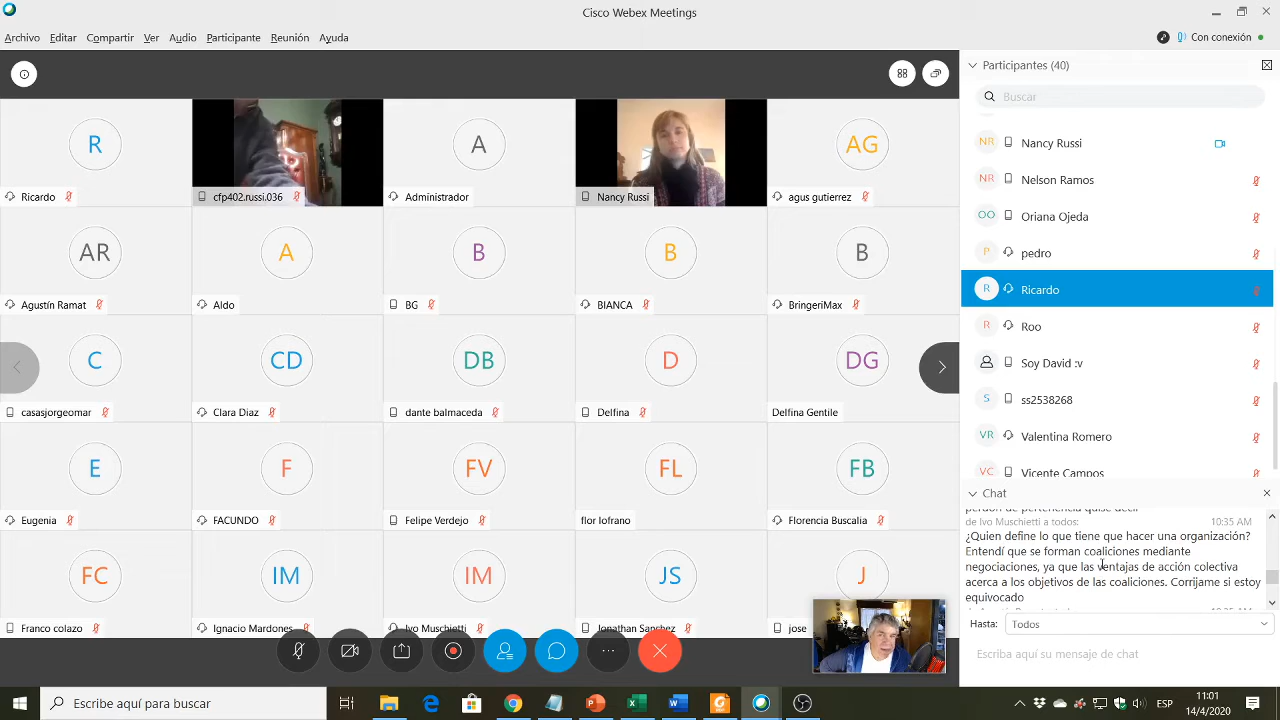 Cisco Webex Meetings
Archivo Editar Compartir Ver Audio Participante Reunión Ayuda
Con conexión
R
Ricardo
cfp402.russi.036
A
Administrador
Nancy Russi
AG
agus gutierrez
AR
Agustín Ramat
A
Aldo
B
BG
B
BIANCA
B
BringeriMax
C
casasjorgeomar
CD
Clara Diaz
DB
dante balmaceda
D
Delfina
DG
Delfina Gentile
E
Eugenia
F
FACUNDO
FV
Felipe Verdejo
FL
flor lofrano
FB
Florencia Buscalia
FC
Franco colazo
IM
Ignacio Mardones
IM
Ivo Muschietti
JS
Jonathan Sanchez
J
jose
Participantes (40)
Buscar
NR Nancy Russi
NR Nelson Ramos
OO Oriana Ojeda
P pedro
R Ricardo
R Roo
Soy David :v
S ss2538268
VR Valentina Romero
VC Vicente Campos
Chat
perdón de pertenencia quise decir
de Ivo Muschietti a todos: 10:35 AM
¿Quien define lo que tiene que hacer una organización?
Entendí que se forman coaliciones mediante
negociaciones, ya que las ventajas de acción colectiva
acerca a los objetivos de las coaliciones. Corrijame si estoy
equivocado
Hasta: Todos
Escriba aquí su mensaje de chat
Escribe aquí para buscar
ESP
11:01
14/4/2020